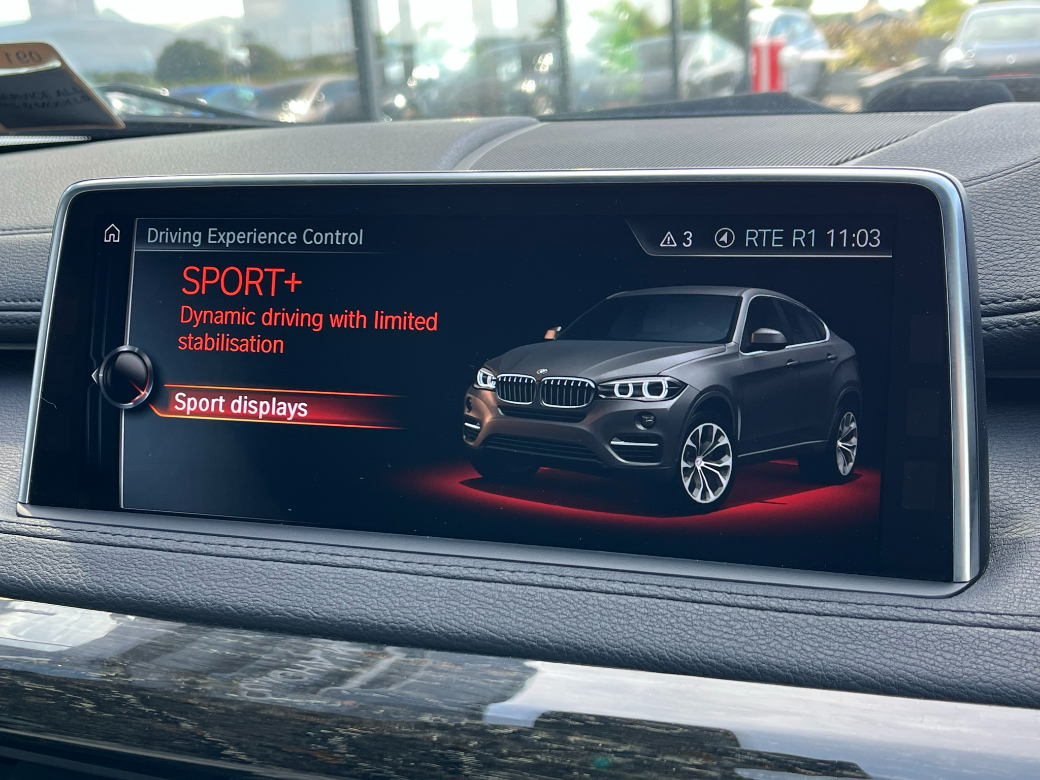 Driving Experience Control
3 RTE R1 11:03
SPORT+
Dynamic driving with limited
stabilisation
Sport displays